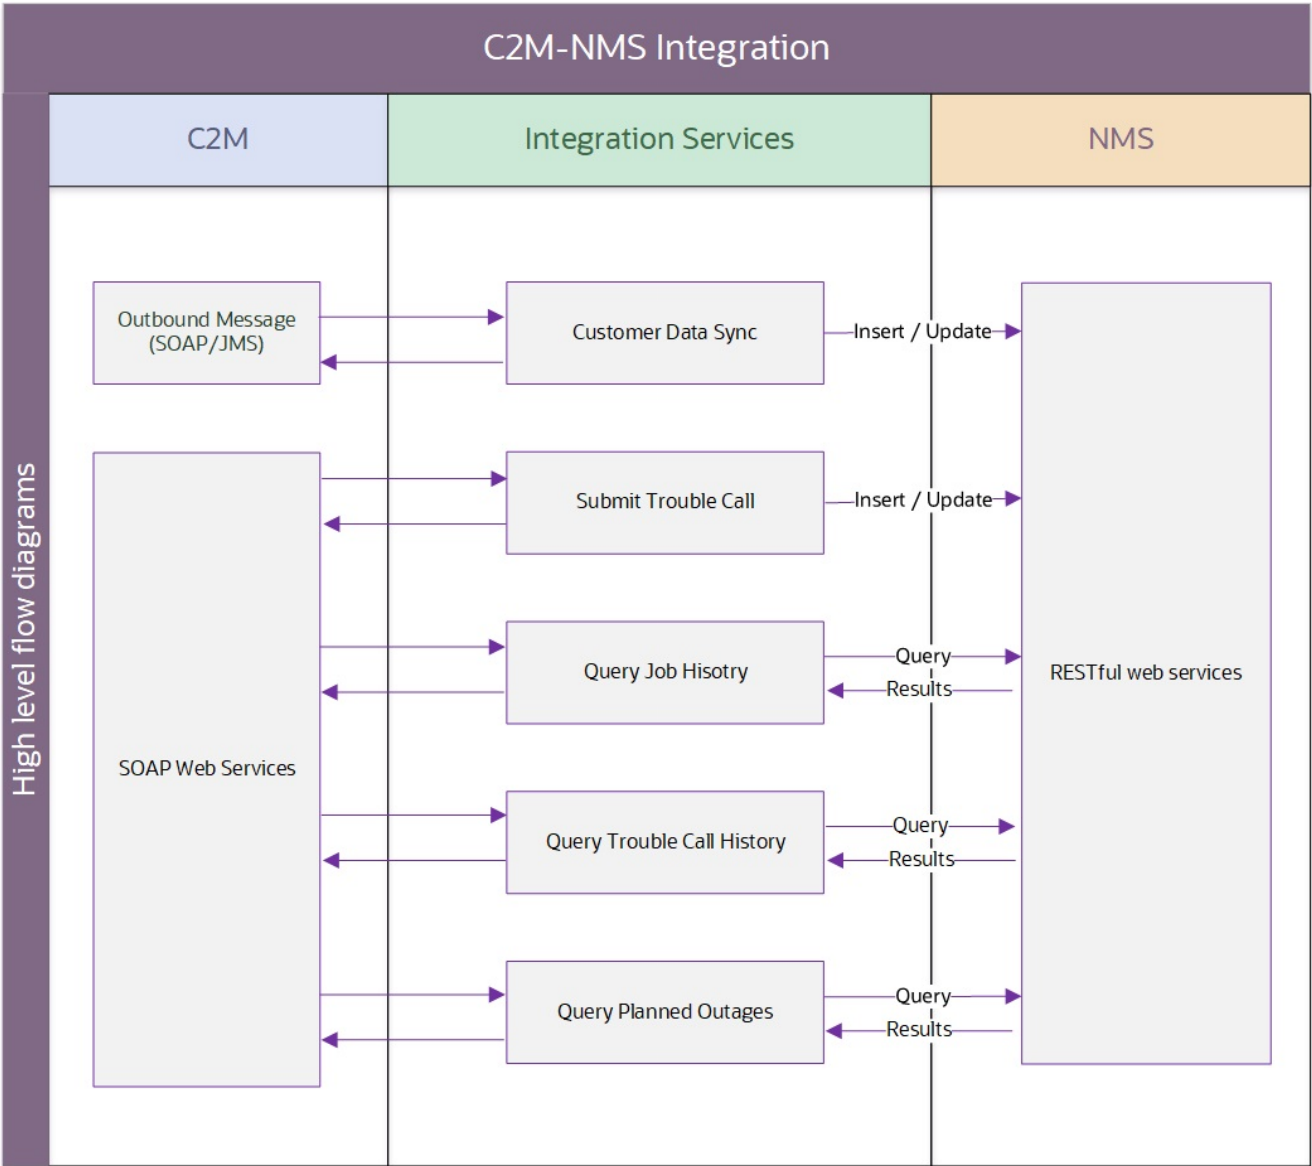 C2M-NMS Integration
C2M
Integration Services
NMS
High level flow diagrams
Outbound Message
(SOAP/JMS)
Customer Data Sync
Insert / Update
SOAP Web Services
Submit Trouble Call
Insert / Update
Query Job Hisotry
Query
Results
RESTful web services
Query Trouble Call History
Query
Results
Query Planned Outages
Query
Results